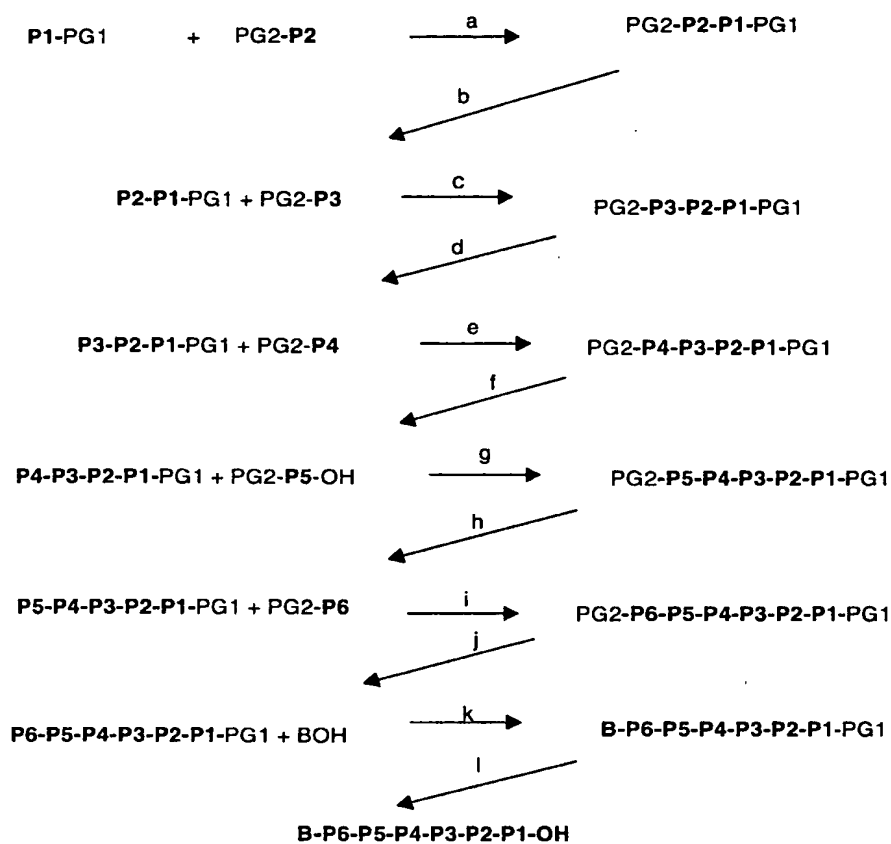 P1-PG1 + PG2-P2 a PG2-P2-P1-PG1
b
P2-P1-PG1 + PG2-P3 c PG2-P3-P2-P1-PG1
d
P3-P2-P1-PG1 + PG2-P4 e PG2-P4-P3-P2-P1-PG1
f
P4-P3-P2-P1-PG1 + PG2-P5-OH g PG2-P5-P4-P3-P2-P1-PG1
h
P5-P4-P3-P2-P1-PG1 + PG2-P6 i PG2-P6-P5-P4-P3-P2-P1-PG1
j
P6-P5-P4-P3-P2-P1-PG1 + BOH k B-P6-P5-P4-P3-P2-P1-PG1
l
B-P6-P5-P4-P3-P2-P1-OH